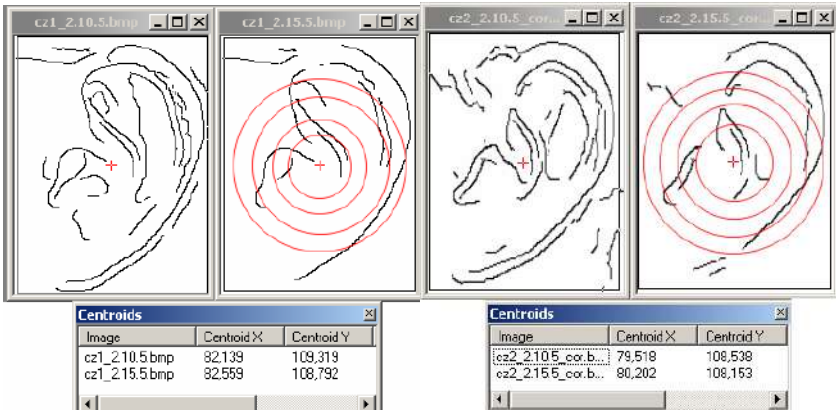 cz1_2.10.5.bmp
cz1_2.15.5.bmp
cz2_2.10.5_cor...
cz2_2.15.5_cor...
Centroids
Image Centroid X Centroid Y
cz1_2.10.5.bmp 82,139 109,319
cz1_2.15.5.bmp 82,559 108,792
Centroids
Image Centroid X Centroid Y
cz2_2.10.5_cor.b... 79,518 108,538
cz2_2.15.5_cor.b... 80,202 108,153